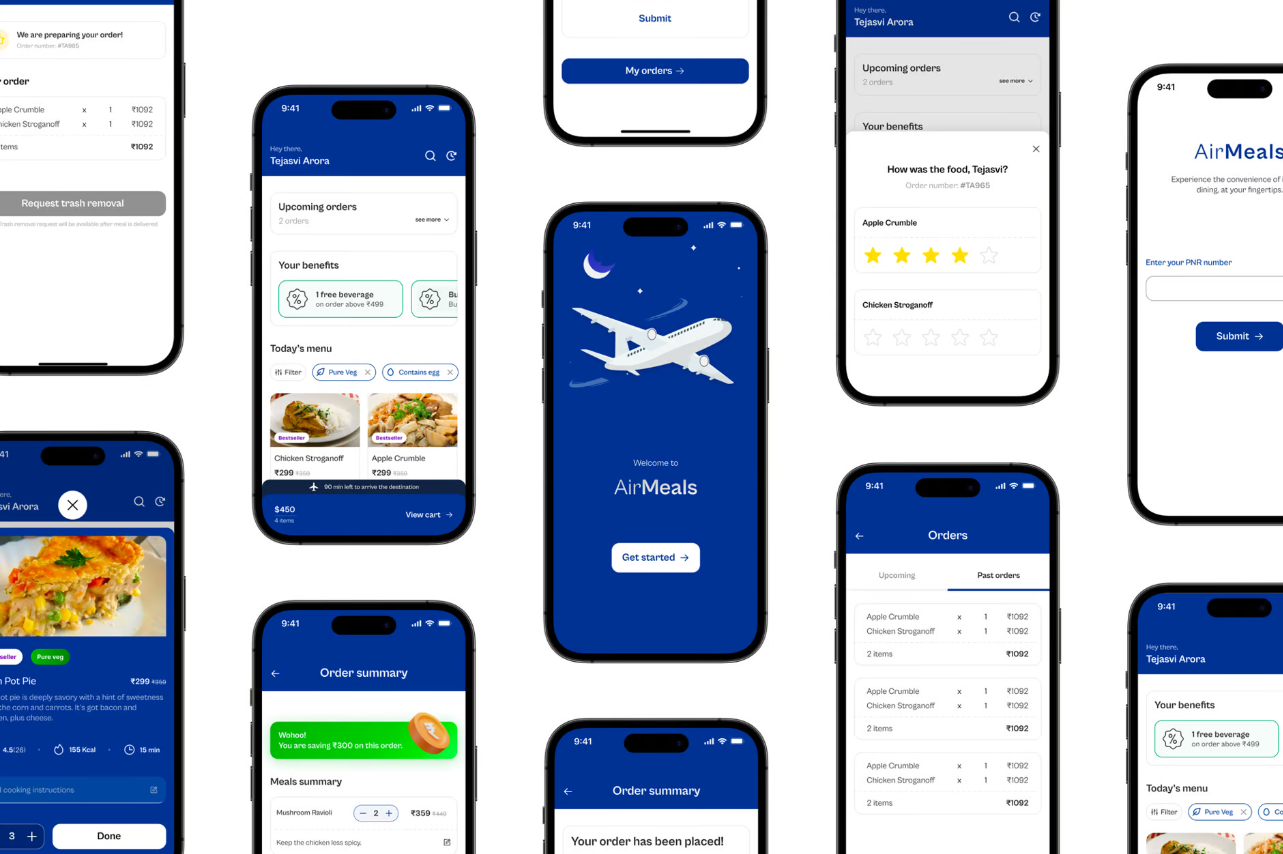 We are preparing your order!
Order number: #TA965
order
Apple Crumble x 1 ₹1092
Chicken Stroganoff x 1 ₹1092
items ₹1092
Request trash removal
Trash removal request will be available after meal is delivered
41
Tejasvi Arora
Bestseller
Pure veg
Pot Pie ₹299 ₹350
pot pie is deeply savory with a hint of sweetness
the corn and carrots. It's got bacon and
plus cheese.
4.5(26) 155 Kcal 15 min
cooking instructions
3 + Done
9:41
Hey there,
Tejasvi Arora
Upcoming orders
2 orders
see more
Your benefits
1 free beverage
on order above ₹499
Bu
Bu
Today's menu
Filter
Pure Veg
Contains egg
Bestseller
Bestseller
Chicken Stroganoff
Apple Crumble
₹299 ₹350
₹299 ₹350
90 min left to arrive the destination
$450
4 items
View cart →
9:41
← Order summary
Wohoo!
You are saving ₹300 on this order.
Meals summary
Mushroom Ravioli − 2 + ₹359 ₹440
Keep the chicken less spicy.
Submit
My orders →
9:41
Welcome to
AirMeals
Get started →
9:41
← Order summary
Your order has been placed!
Hey there,
Tejasvi Arora
Upcoming orders
2 orders
see more
Your benefits
How was the food, Tejasvi?
Order number: #TA965
Apple Crumble
Chicken Stroganoff
9:41
← Orders
Upcoming
Past orders
Apple Crumble x 1 ₹1092
Chicken Stroganoff x 1 ₹1092
2 items ₹1092
Apple Crumble x 1 ₹1092
Chicken Stroganoff x 1 ₹1092
2 items ₹1092
Apple Crumble x 1 ₹1092
Chicken Stroganoff x 1 ₹1092
2 items ₹1092
9:41
AirMeals
Experience the convenience of i
dining, at your fingertips.
Enter your PNR number
Submit →
9:41
Hey there,
Tejasvi Arora
Your benefits
1 free beverage
on order above ₹499
Today's menu
Filter
Pure Veg
Co